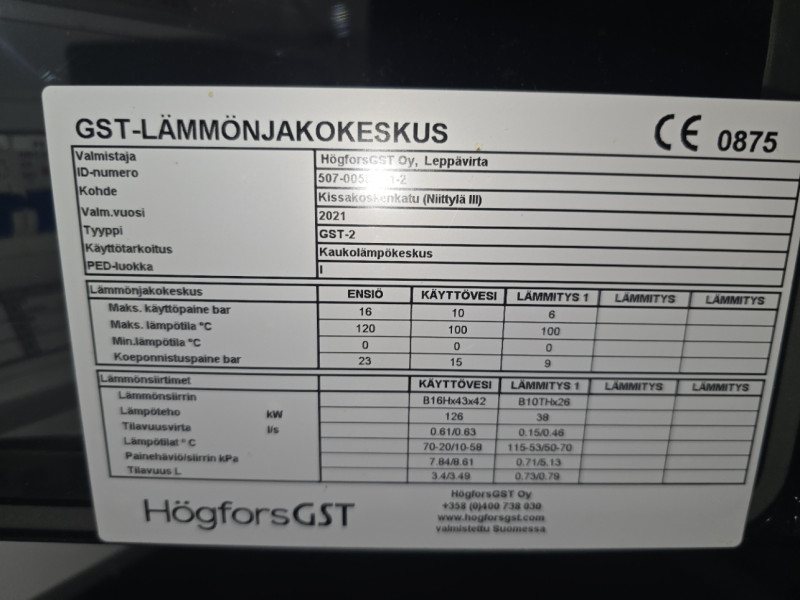 GST-LÄMMÖNJAKOKESKUS CE 0875
Valmistaja HögforsGST Oy, Leppävirta
ID-numero
Kohde Kissakoskenkatu (Niittylä III)
Valm.vuosi 2021
Tyyppi GST-2
Käyttötarkoitus Kaukolämpökeskus
PED-luokka I
Lämmönjakokeskus ENSIÖ KÄYTTÖVESI LÄMMITYS 1 LÄMMITYS LÄMMITYS
Maks. käyttöpaine bar 16 10 6
Maks. lämpötila °C 120 100 100
Min.lämpötila °C 0 0 0
Koeponnistuspaine bar 23 15 9
Lämmönsiirtimet KÄYTTÖVESI LÄMMITYS 1 LÄMMITYS LÄMMITYS
Lämmönsiirrin B16Hx43x42 B10THx26
Lämpöteho kW 126 38
Tilavuusvirta l/s 0.61/0.63 0.15/0.46
Lämpötilat °C 70-20/10-58 115-53/50-70
Painehäviö/siirrin kPa 7.84/8.61 0.71/5.13
Tilavuus L 3.4/3.49 0.73/0.79
HögforsGST
HögforsGST Oy
+358 (0)400 738 030
www.hogforsgst.com
valmistettu Suomessa